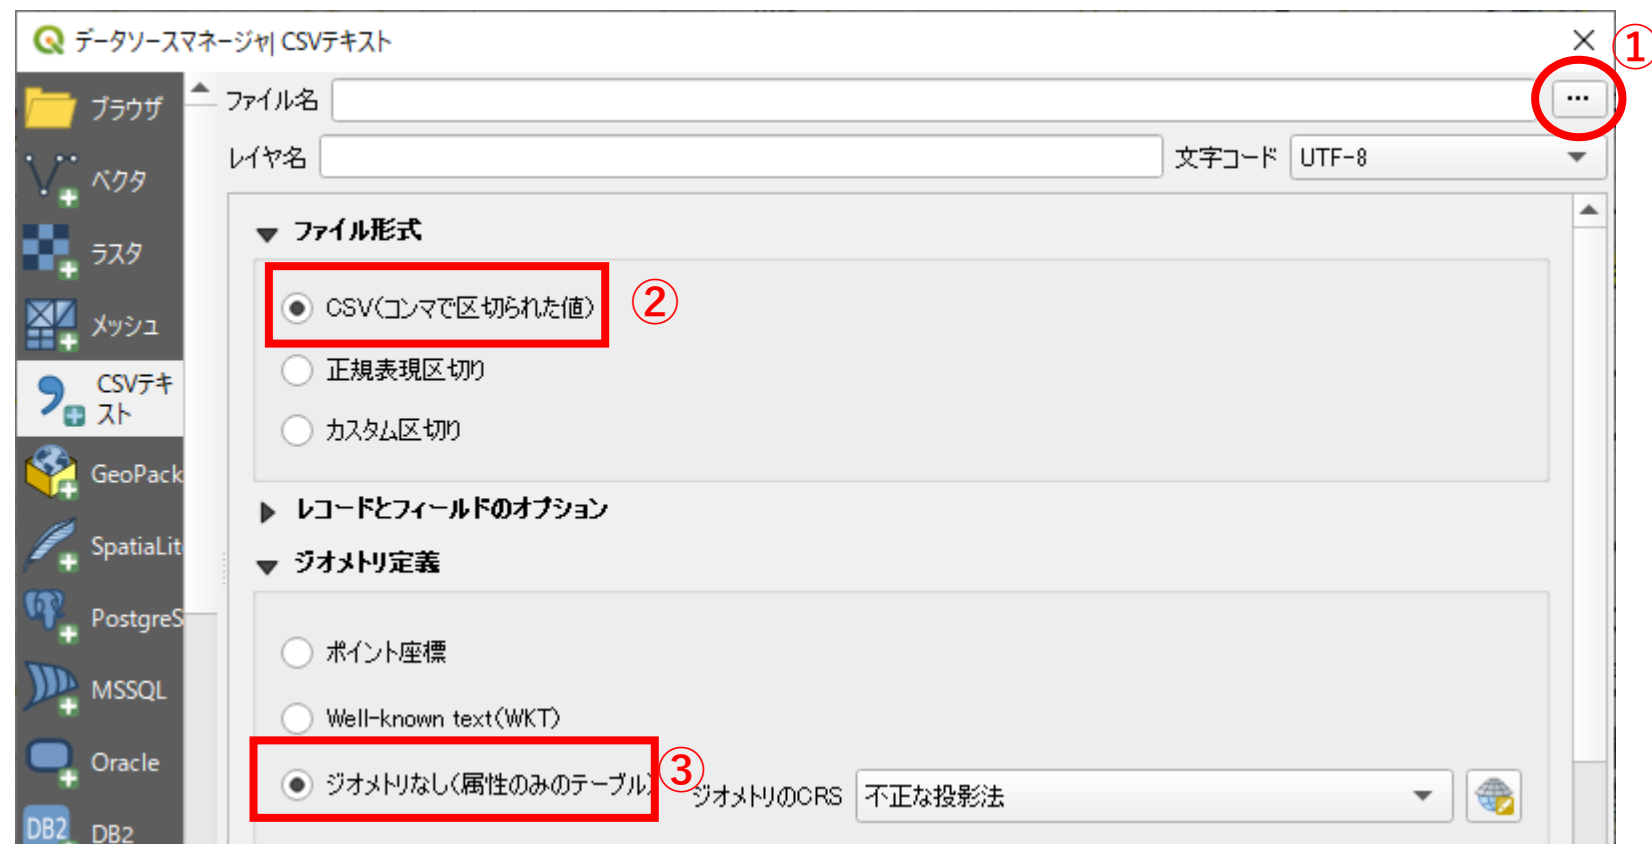 データソースマネージャ| CSVテキスト
①
ブラウザ
ファイル名
...
レイヤ名
文字コード UTF-8
ベクタ
ファイル形式
ラスタ
CSV(コンマで区切られた値)
②
メッシュ
正規表現区切り
CSVテキ
スト
カスタム区切り
GeoPack
レコードとフィールドのオプション
SpatiaLit
ジオメトリ定義
PostgreS
ポイント座標
MSSQL
Well-known text(WKT)
Oracle
ジオメトリなし(属性のみのテーブル)
③
ジオメトリのCRS 不正な投影法
DB2 DB2